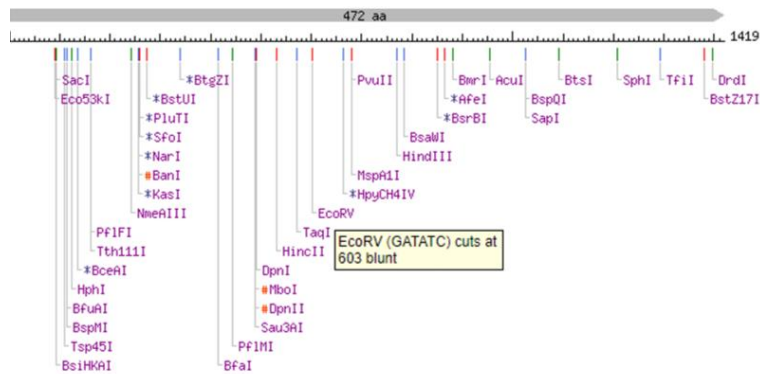 472 aa
1419
SacI *BtgZI PvuII BmrI AcuI BtsI SphI TfiI DrdI
Eco53kI *BstUI *AfeI BspQI BstZ17I
*PluTI *BsrBI SapI
*SfoI BsaWI
*NarI HindIII
#BanI MspA1I
*KasI *HpyCH4IV
NmeAIII EcoRV
PflFI TaqI
Tth111I HincII
EcoRV (GATATC) cuts at
603 blunt
*BceAI DpnI
HphI #MboI
BfuAI #DpnII
BspMI Sau3AI
Tsp45I PflMI
BsiHKAI BfaI